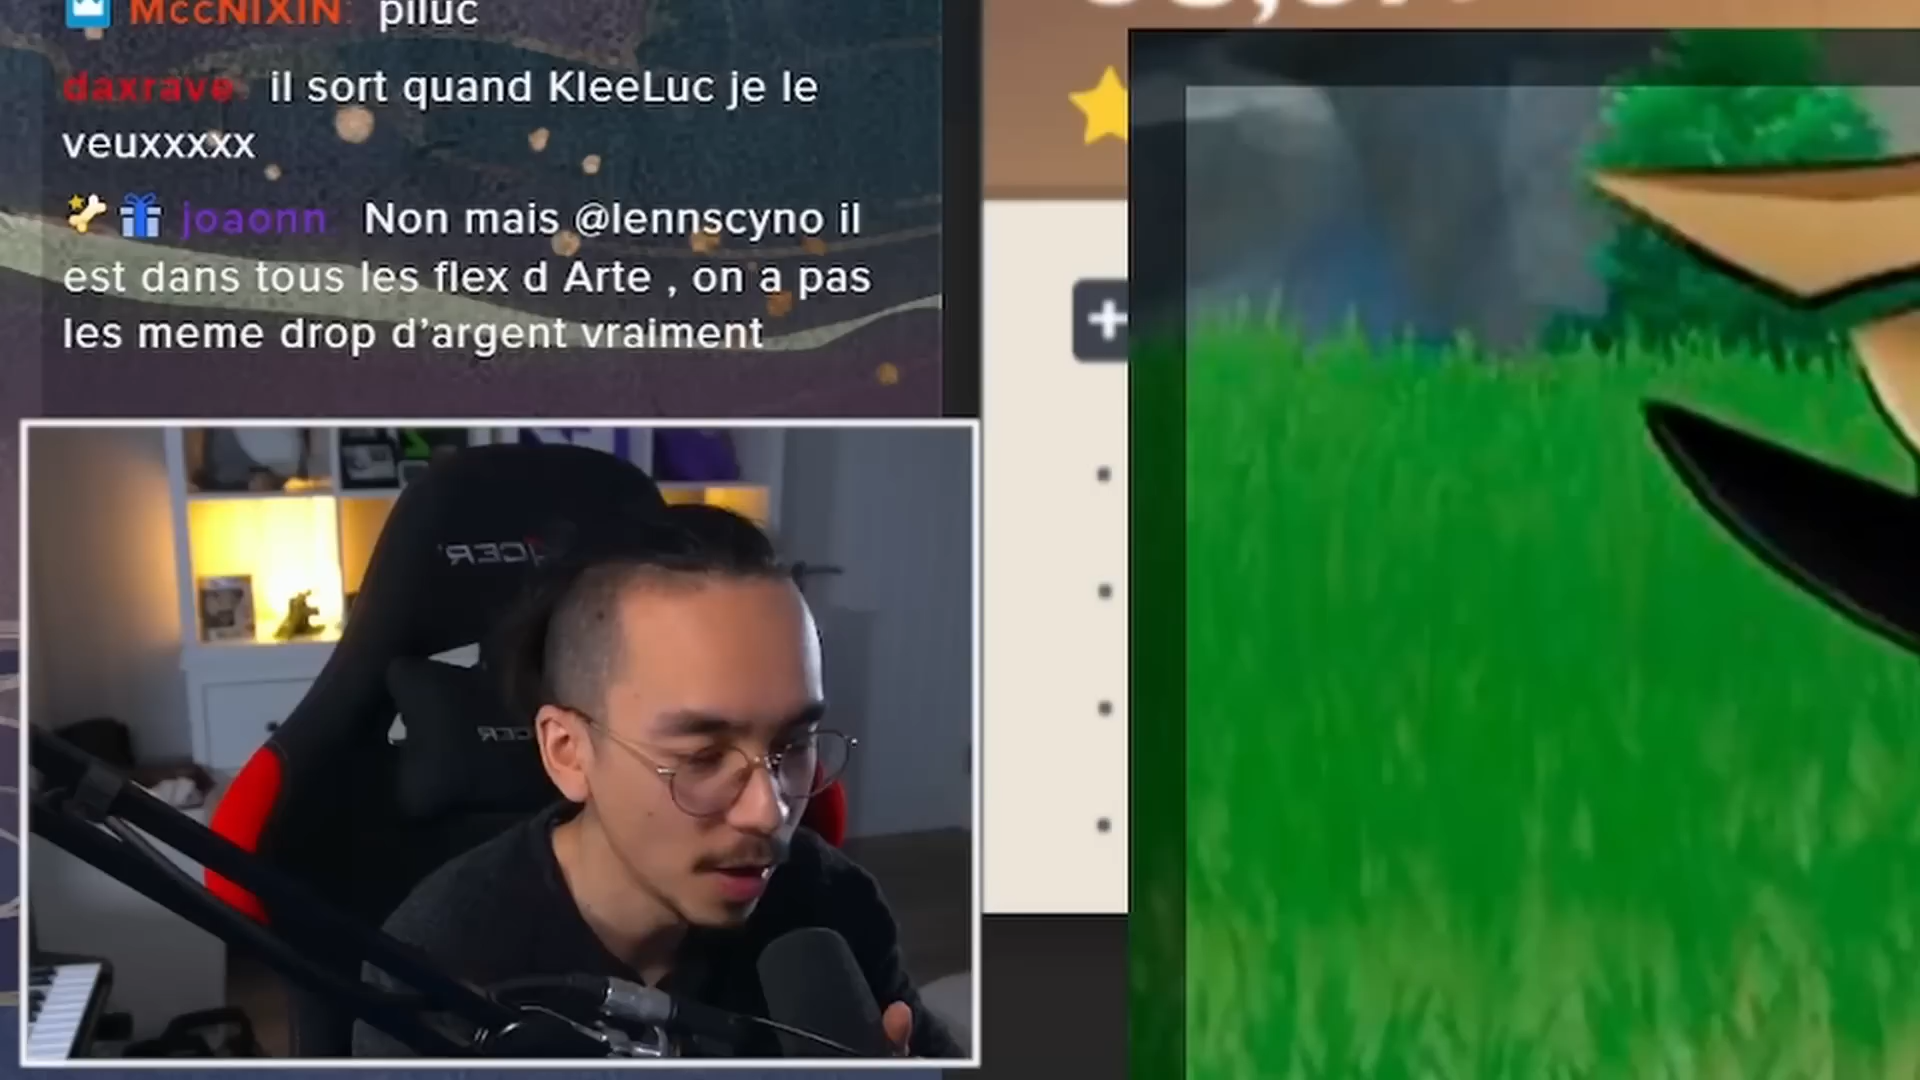 MccNIXIN: piluc
daxrave: il sort quand KleeLuc je le
veuxxxxx
joaonn Non mais @lennscyno il
est dans tous les flex d Arte , on a pas
les meme drop d’argent vraiment